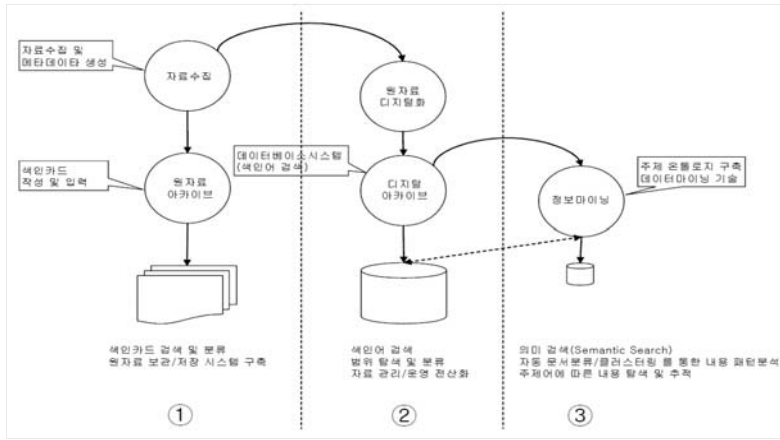 자료수집 및
메타데이타 생성
자료수집
색인카드
작성 및 입력
원자료
아카이브
색인카드 검색 및 분류
원자료 보관/저장 시스템 구축
①
원자료
디지탈화
데이터베이스시스템
(색인어 검색)
디지탈
아카이브
색인어 검색
범위 탐색 및 분류
자료 관리/운영 전산화
②
주제 온톨로지 구축
데이터마이닝 기술
정보마이닝
의미 검색(Semantic Search)
자동 문서분류/클러스터링 를 통한 내용 패턴분석
주제어에 따른 내용 탐색 및 추적
③